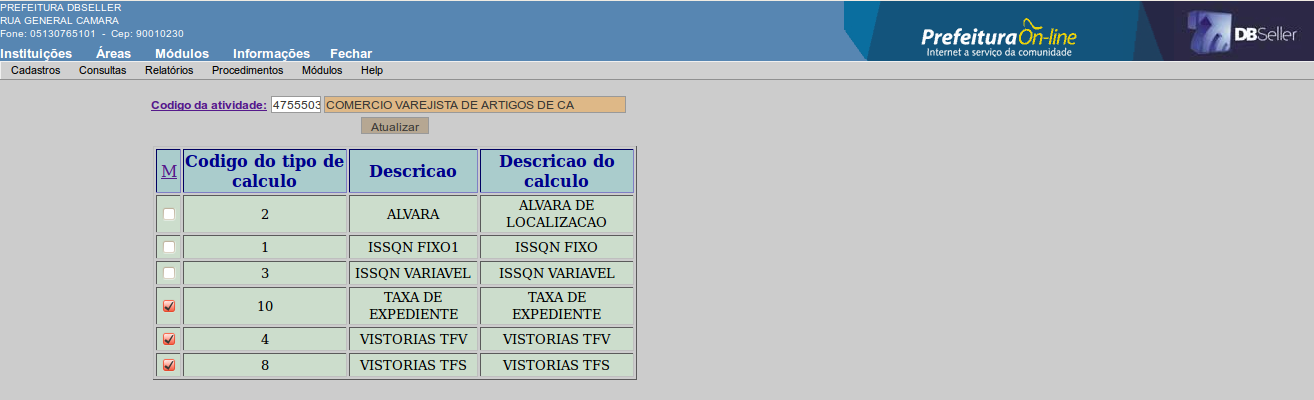 PREFEITURA DBSELLER
RUA GENERAL CAMARA
Fone: 05130765101 - Cep: 90010230
Instituições Áreas Módulos Informações Fechar
PrefeituraOn-line
Internet a serviço da comunidade
DBSeller
Cadastros Consultas Relatórios Procedimentos Módulos Help
Codigo da atividade: 4755503 COMERCIO VAREJISTA DE ARTIGOS DE CA
Atualizar
M Codigo do tipo de calculo Descricao Descricao do calculo
2 ALVARA ALVARA DE LOCALIZACAO
1 ISSQN FIXO1 ISSQN FIXO
3 ISSQN VARIAVEL ISSQN VARIAVEL
10 TAXA DE EXPEDIENTE TAXA DE EXPEDIENTE
4 VISTORIAS TFV VISTORIAS TFV
8 VISTORIAS TFS VISTORIAS TFS